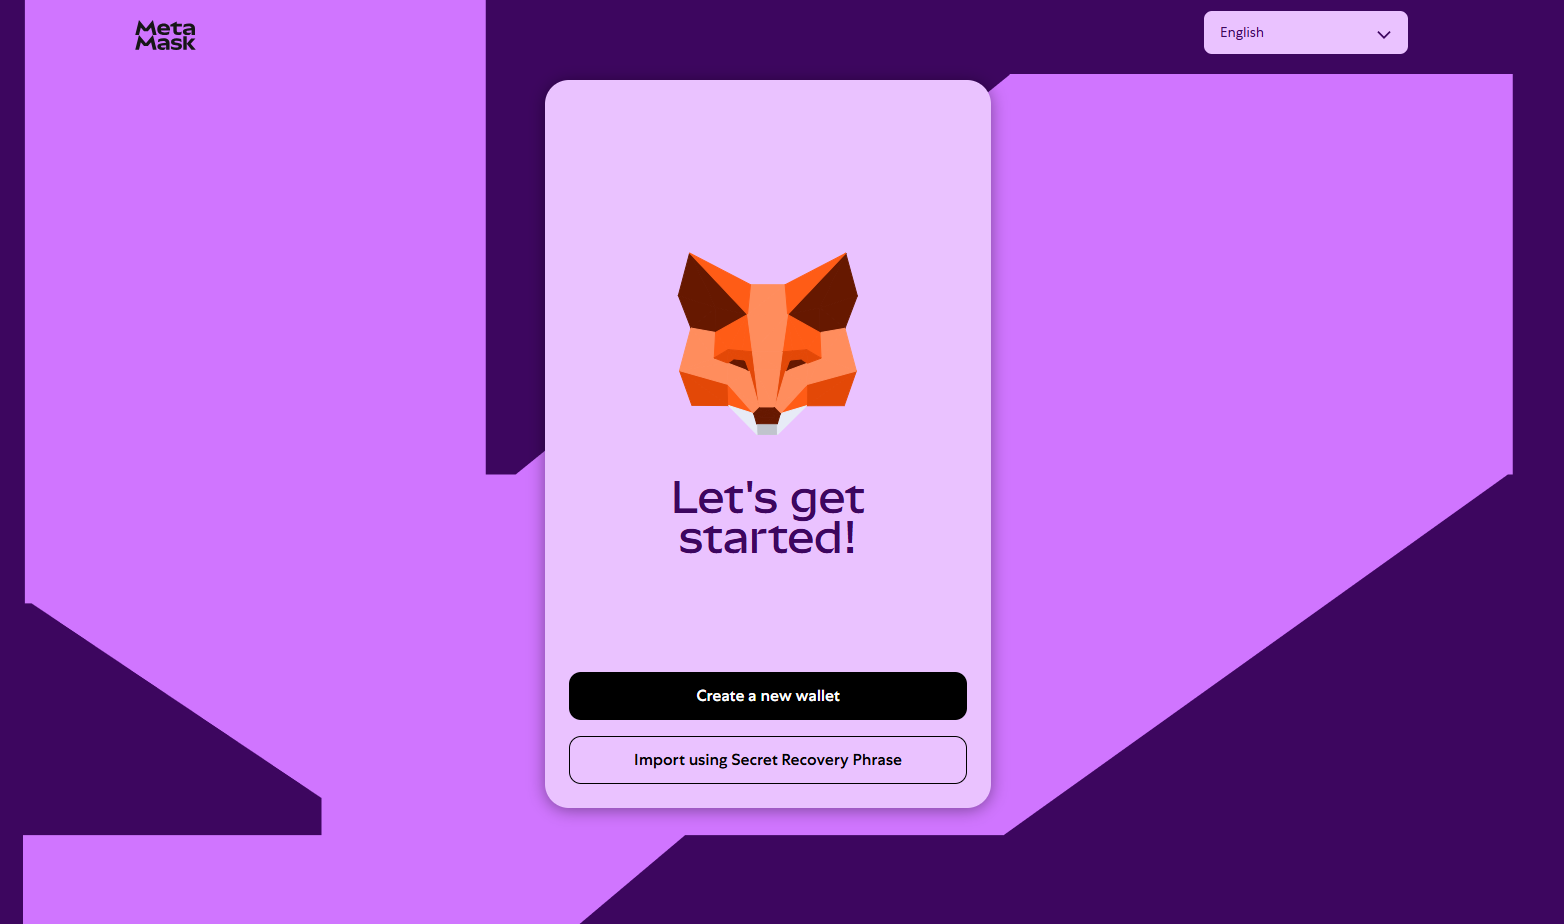 Meta
Mask
English
Let's get
started!
Create a new wallet
Import using Secret Recovery Phrase